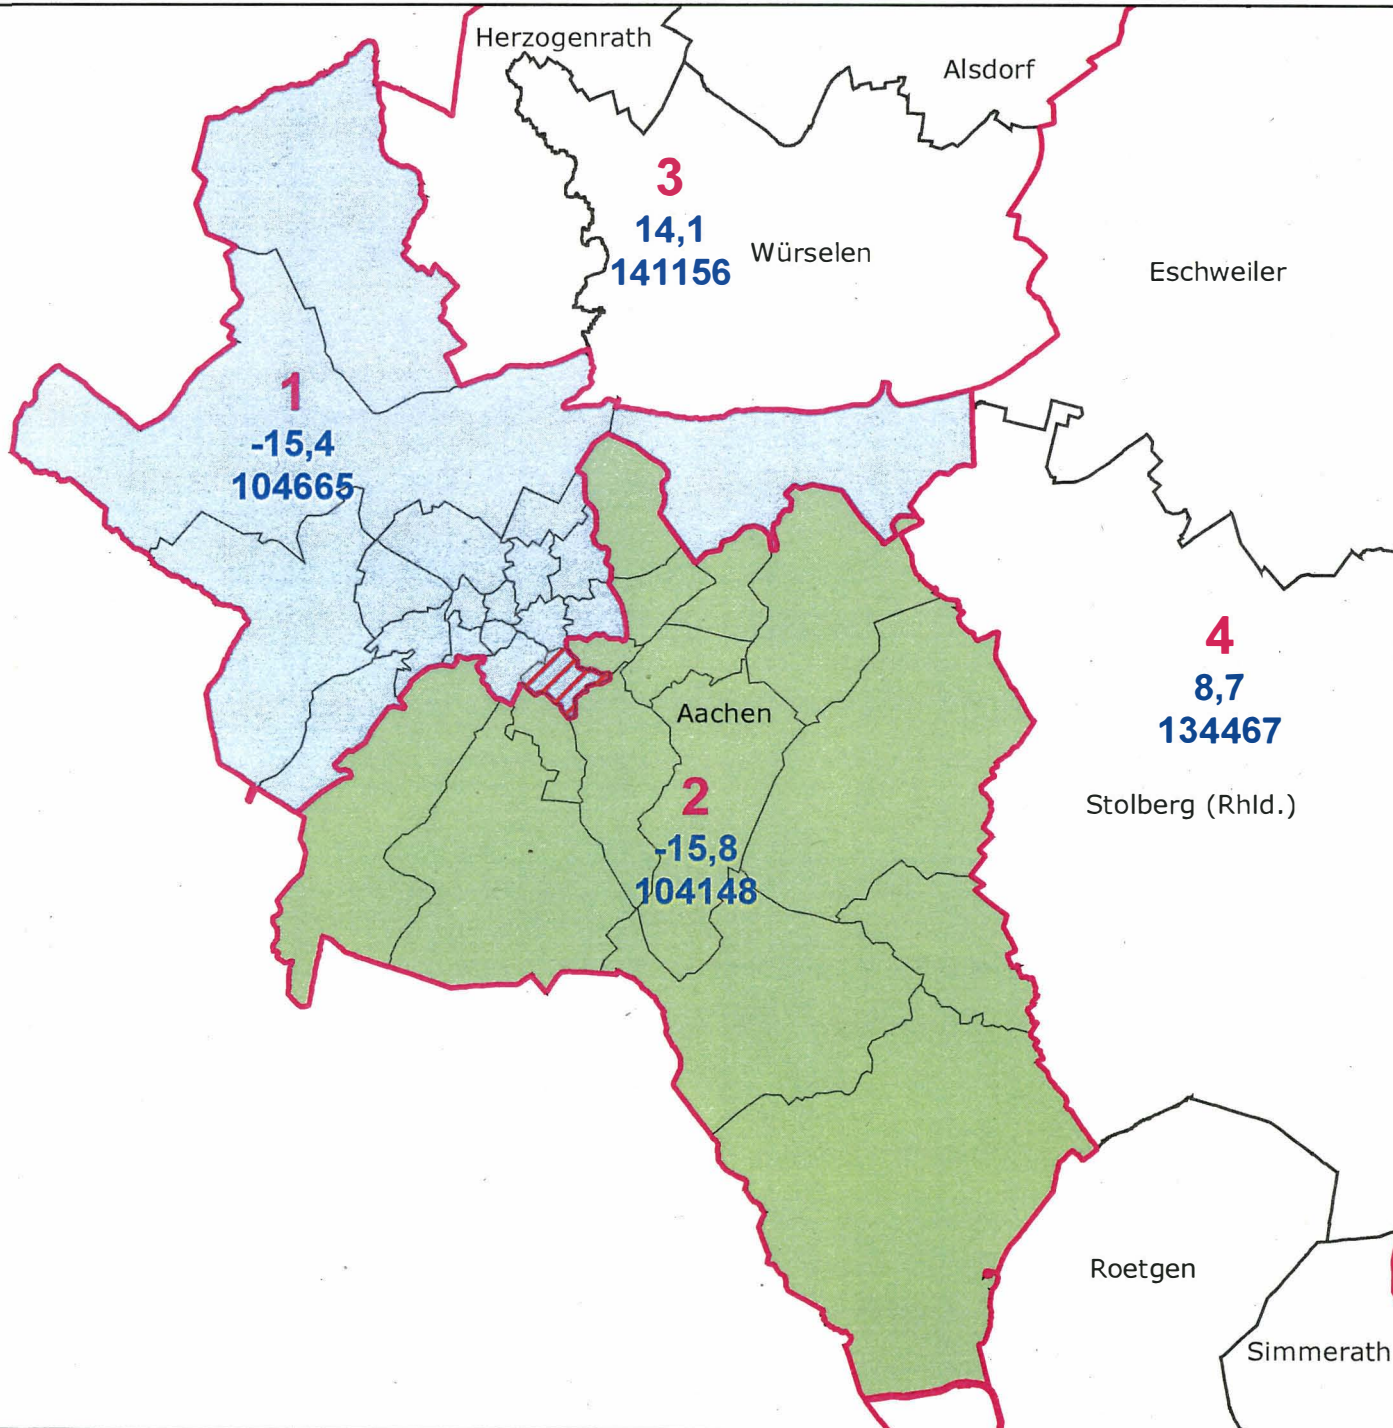 Herzogenrath
Alsdorf
3
14,1
141156
Würselen
Eschweiler
1
-15,4
104665
4
8,7
134467
Aachen
2
-15,8
104148
Stolberg (Rhld.)
Roetgen
Simmerath